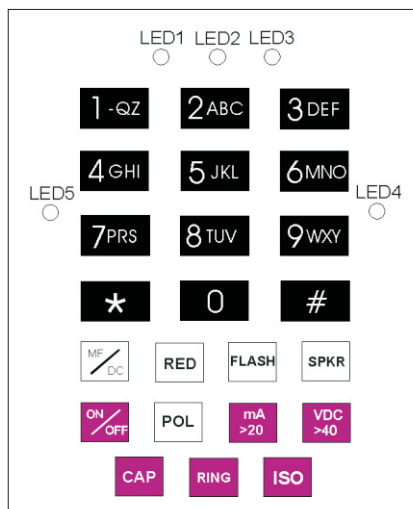 LED1 LED2 LED3
1-QZ 2ABC 3DEF
4GHI 5JKL 6MNO
LED5 LED4
7PRS 8TUV 9WXY
* 0 #
MF/DC RED FLASH SPKR
ON/OFF POL mA >20 VDC >40
CAP RING ISO